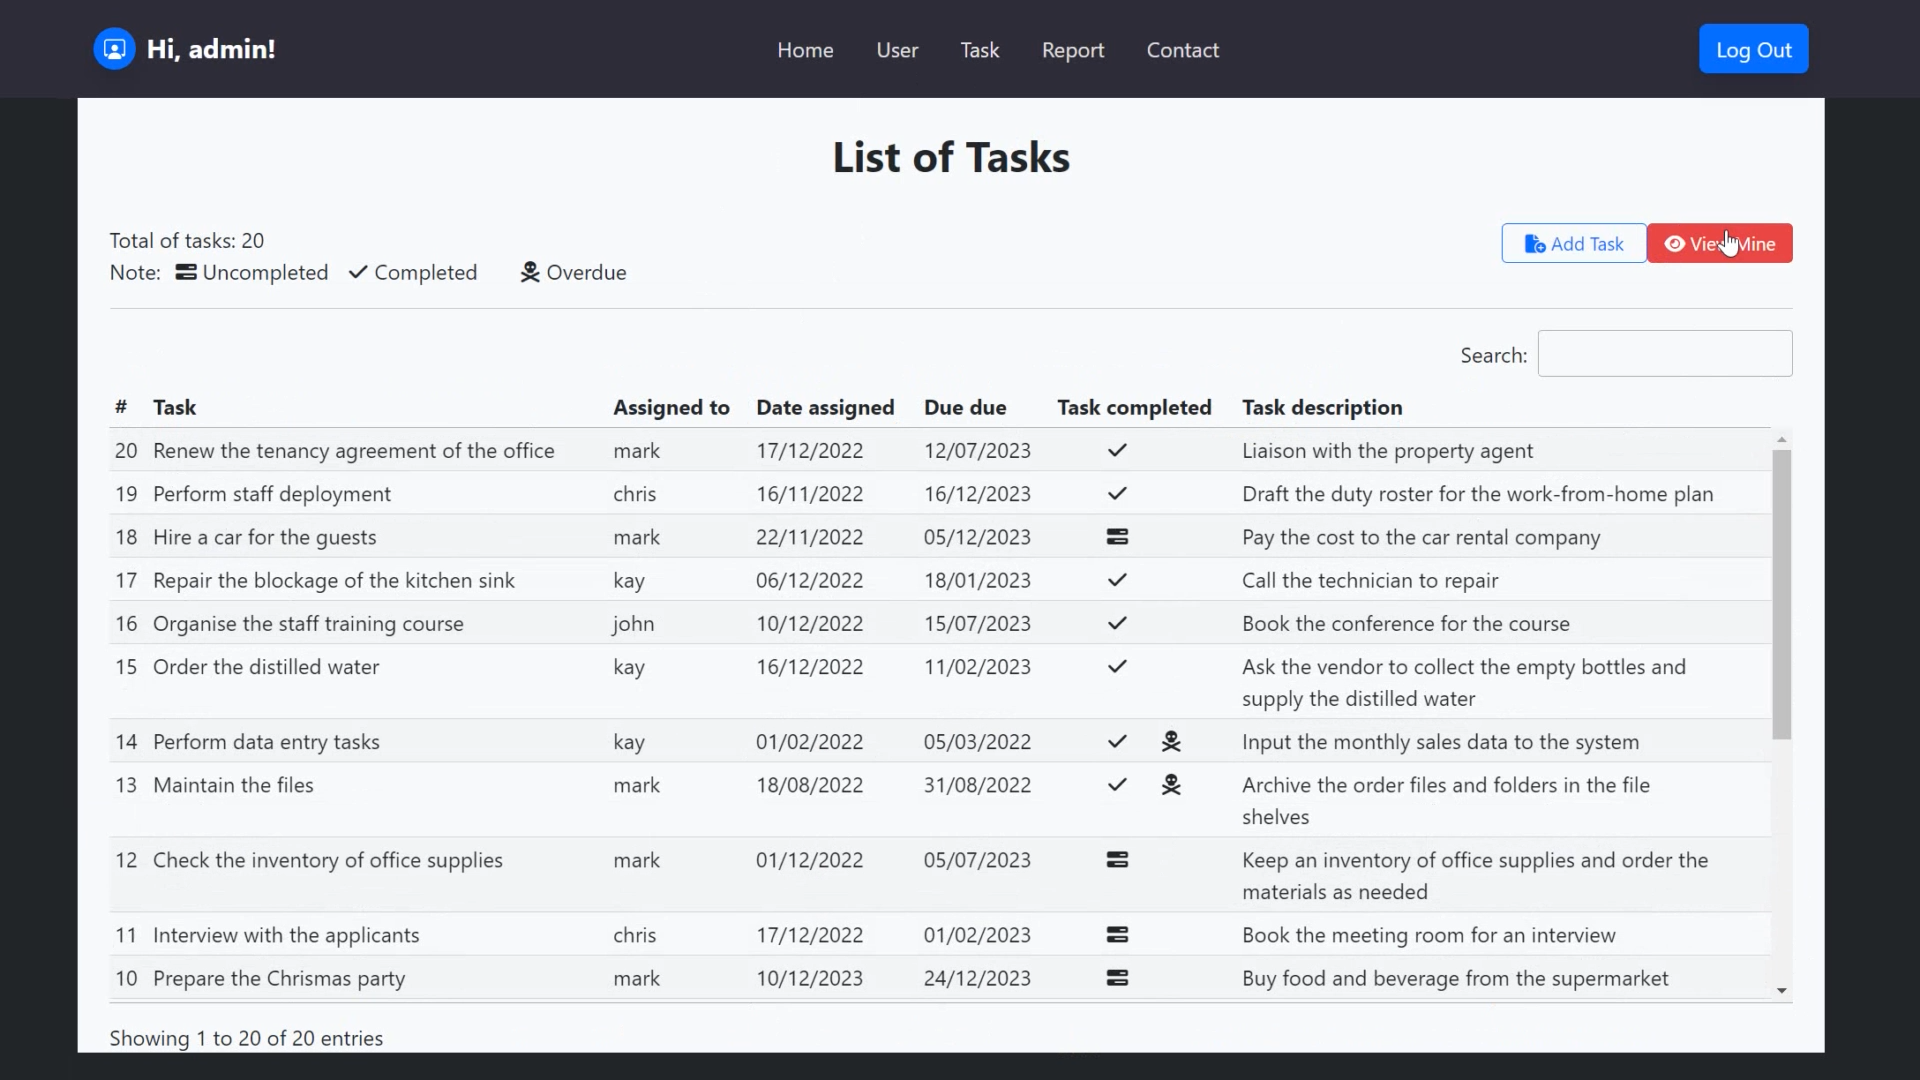 Hi, admin!
Home User Task Report Contact
Log Out
List of Tasks
Total of tasks: 20
Add Task
View Mine
Note: Uncompleted Completed Overdue
Search:
# Task Assigned to Date assigned Due due Task completed Task description
20 Renew the tenancy agreement of the office mark 17/12/2022 12/07/2023 Liaison with the property agent
19 Perform staff deployment chris 16/11/2022 16/12/2023 Draft the duty roster for the work-from-home plan
18 Hire a car for the guests mark 22/11/2022 05/12/2023 Pay the cost to the car rental company
17 Repair the blockage of the kitchen sink kay 06/12/2022 18/01/2023 Call the technician to repair
16 Organise the staff training course john 10/12/2022 15/07/2023 Book the conference for the course
15 Order the distilled water kay 16/12/2022 11/02/2023 Ask the vendor to collect the empty bottles and
supply the distilled water
14 Perform data entry tasks kay 01/02/2022 05/03/2022 Input the monthly sales data to the system
13 Maintain the files mark 18/08/2022 31/08/2022 Archive the order files and folders in the file
shelves
12 Check the inventory of office supplies mark 01/12/2022 05/07/2023 Keep an inventory of office supplies and order the
materials as needed
11 Interview with the applicants chris 17/12/2022 01/02/2023 Book the meeting room for an interview
10 Prepare the Chrismas party mark 10/12/2023 24/12/2023 Buy food and beverage from the supermarket
Showing 1 to 20 of 20 entries